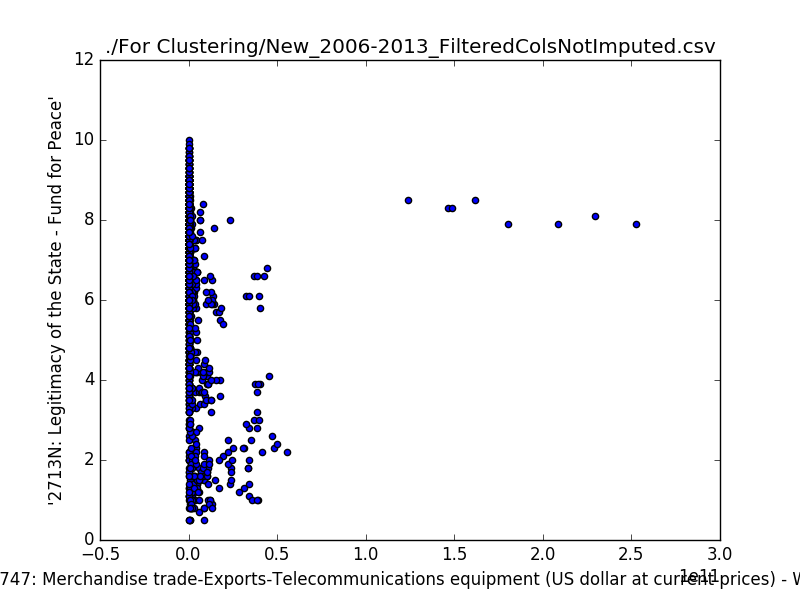 ./For Clustering/New_2006-2013_FilteredColsNotImputed.csv
12
10
8
6
4
2
0
'2713N: Legitimacy of the State - Fund for Peace'
−0.5 0.0 0.5 1.0 1.5 2.0 2.5 3.0
1e11
747: Merchandise trade-Exports-Telecommunications equipment (US dollar at current prices) - W